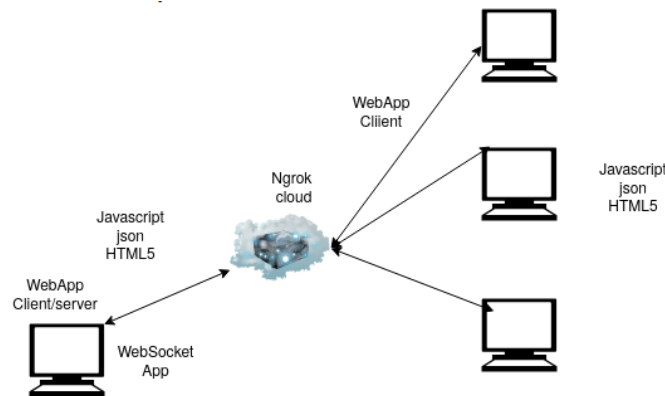 WebApp
Cliient
Ngrok
cloud
Javascript
json
HTML5
Javascript
json
HTML5
WebApp
Client/server
WebSocket
App